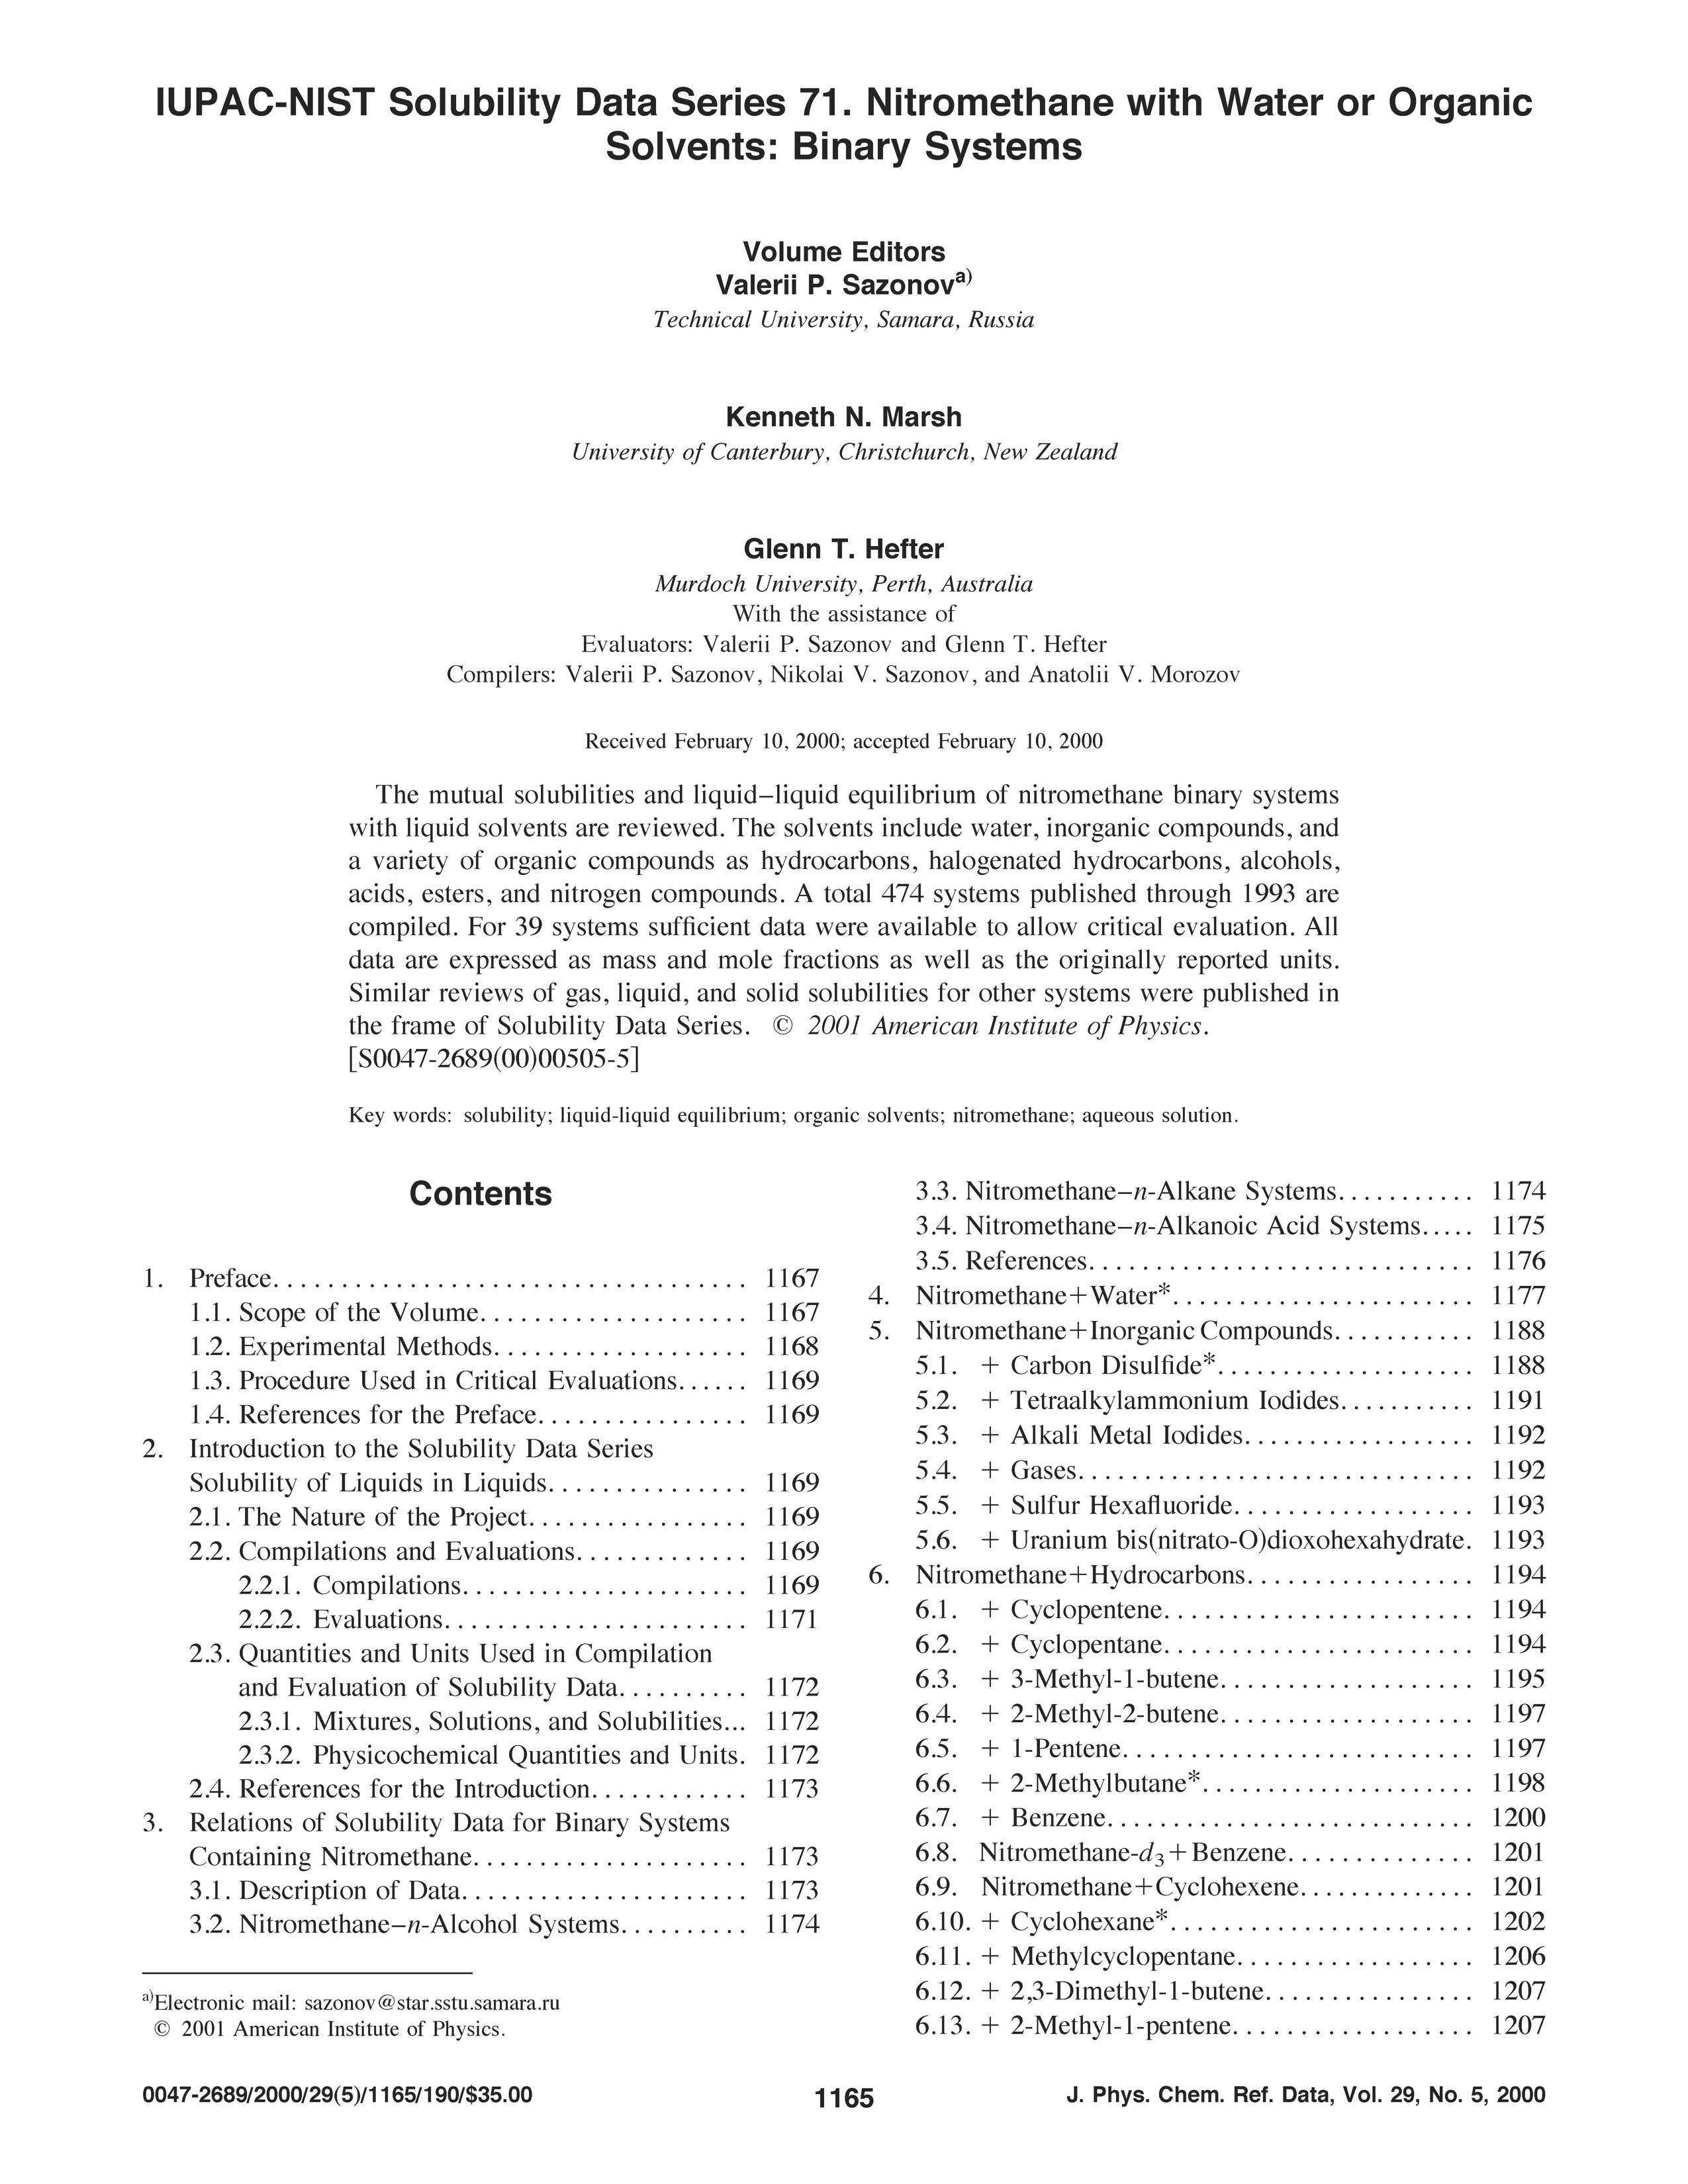 IUPAC-NIST Solubility Data Series 71. Nitromethane with Water or Organic
Solvents: Binary Systems
Volume Editors
Valerii P. Sazonov a)
Technical University, Samara, Russia
Kenneth N. Marsh
University of Canterbury, Christchurch, New Zealand
Glenn T. Hefter
Murdoch University, Perth, Australia
With the assistance of
Evaluators: Valerii P. Sazonov and Glenn T. Hefter
Compilers: Valerii P. Sazonov, Nikolai V. Sazonov, and Anatolii V. Morozov
Received February 10, 2000; accepted February 10, 2000
The mutual solubilities and liquid–liquid equilibrium of nitromethane binary systems
with liquid solvents are reviewed. The solvents include water, inorganic compounds, and
a variety of organic compounds as hydrocarbons, halogenated hydrocarbons, alcohols,
acids, esters, and nitrogen compounds. A total 474 systems published through 1993 are
compiled. For 39 systems sufficient data were available to allow critical evaluation. All
data are expressed as mass and mole fractions as well as the originally reported units.
Similar reviews of gas, liquid, and solid solubilities for other systems were published in
the frame of Solubility Data Series. © 2001 American Institute of Physics.
[S0047-2689(00)00505-5]
Key words: solubility; liquid-liquid equilibrium; organic solvents; nitromethane; aqueous solution.
Contents
1. Preface................................... 1167
1.1. Scope of the Volume.................... 1167
1.2. Experimental Methods................... 1168
1.3. Procedure Used in Critical Evaluations...... 1169
1.4. References for the Preface................ 1169
2. Introduction to the Solubility Data Series
Solubility of Liquids in Liquids............... 1169
2.1. The Nature of the Project................. 1169
2.2. Compilations and Evaluations............. 1169
2.2.1. Compilations...................... 1169
2.2.2. Evaluations....................... 1171
2.3. Quantities and Units Used in Compilation
and Evaluation of Solubility Data.......... 1172
2.3.1. Mixtures, Solutions, and Solubilities... 1172
2.3.2. Physicochemical Quantities and Units. 1172
2.4. References for the Introduction............ 1173
3. Relations of Solubility Data for Binary Systems
Containing Nitromethane..................... 1173
3.1. Description of Data...................... 1173
3.2. Nitromethane–n-Alcohol Systems.......... 1174
3.3. Nitromethane–n-Alkane Systems........... 1174
3.4. Nitromethane–n-Alkanoic Acid Systems..... 1175
3.5. References............................. 1176
4. Nitromethane+Water*....................... 1177
5. Nitromethane+Inorganic Compounds........... 1188
5.1. + Carbon Disulfide*.................... 1188
5.2. + Tetraalkylammonium Iodides........... 1191
5.3. + Alkali Metal Iodides.................. 1192
5.4. + Gases.............................. 1192
5.5. + Sulfur Hexafluoride................... 1193
5.6. + Uranium bis(nitrato-O)dioxohexahydrate. 1193
6. Nitromethane+Hydrocarbons................. 1194
6.1. + Cyclopentene........................ 1194
6.2. + Cyclopentane........................ 1194
6.3. + 3-Methyl-1-butene.................... 1195
6.4. + 2-Methyl-2-butene.................... 1197
6.5. + 1-Pentene........................... 1197
6.6. + 2-Methylbutane*..................... 1198
6.7. + Benzene............................ 1200
6.8. Nitromethane-d3+Benzene.............. 1201
6.9. Nitromethane+Cyclohexene............. 1201
6.10. + Cyclohexane*....................... 1202
6.11. + Methylcyclopentane.................. 1206
6.12. + 2,3-Dimethyl-1-butene................ 1207
6.13. + 2-Methyl-1-pentene.................. 1207
a)Electronic mail: sazonov@star.sstu.samara.ru
© 2001 American Institute of Physics.
0047-2689/2000/29(5)/1165/190/$35.00
1165
J. Phys. Chem. Ref. Data, Vol. 29, No. 5, 2000